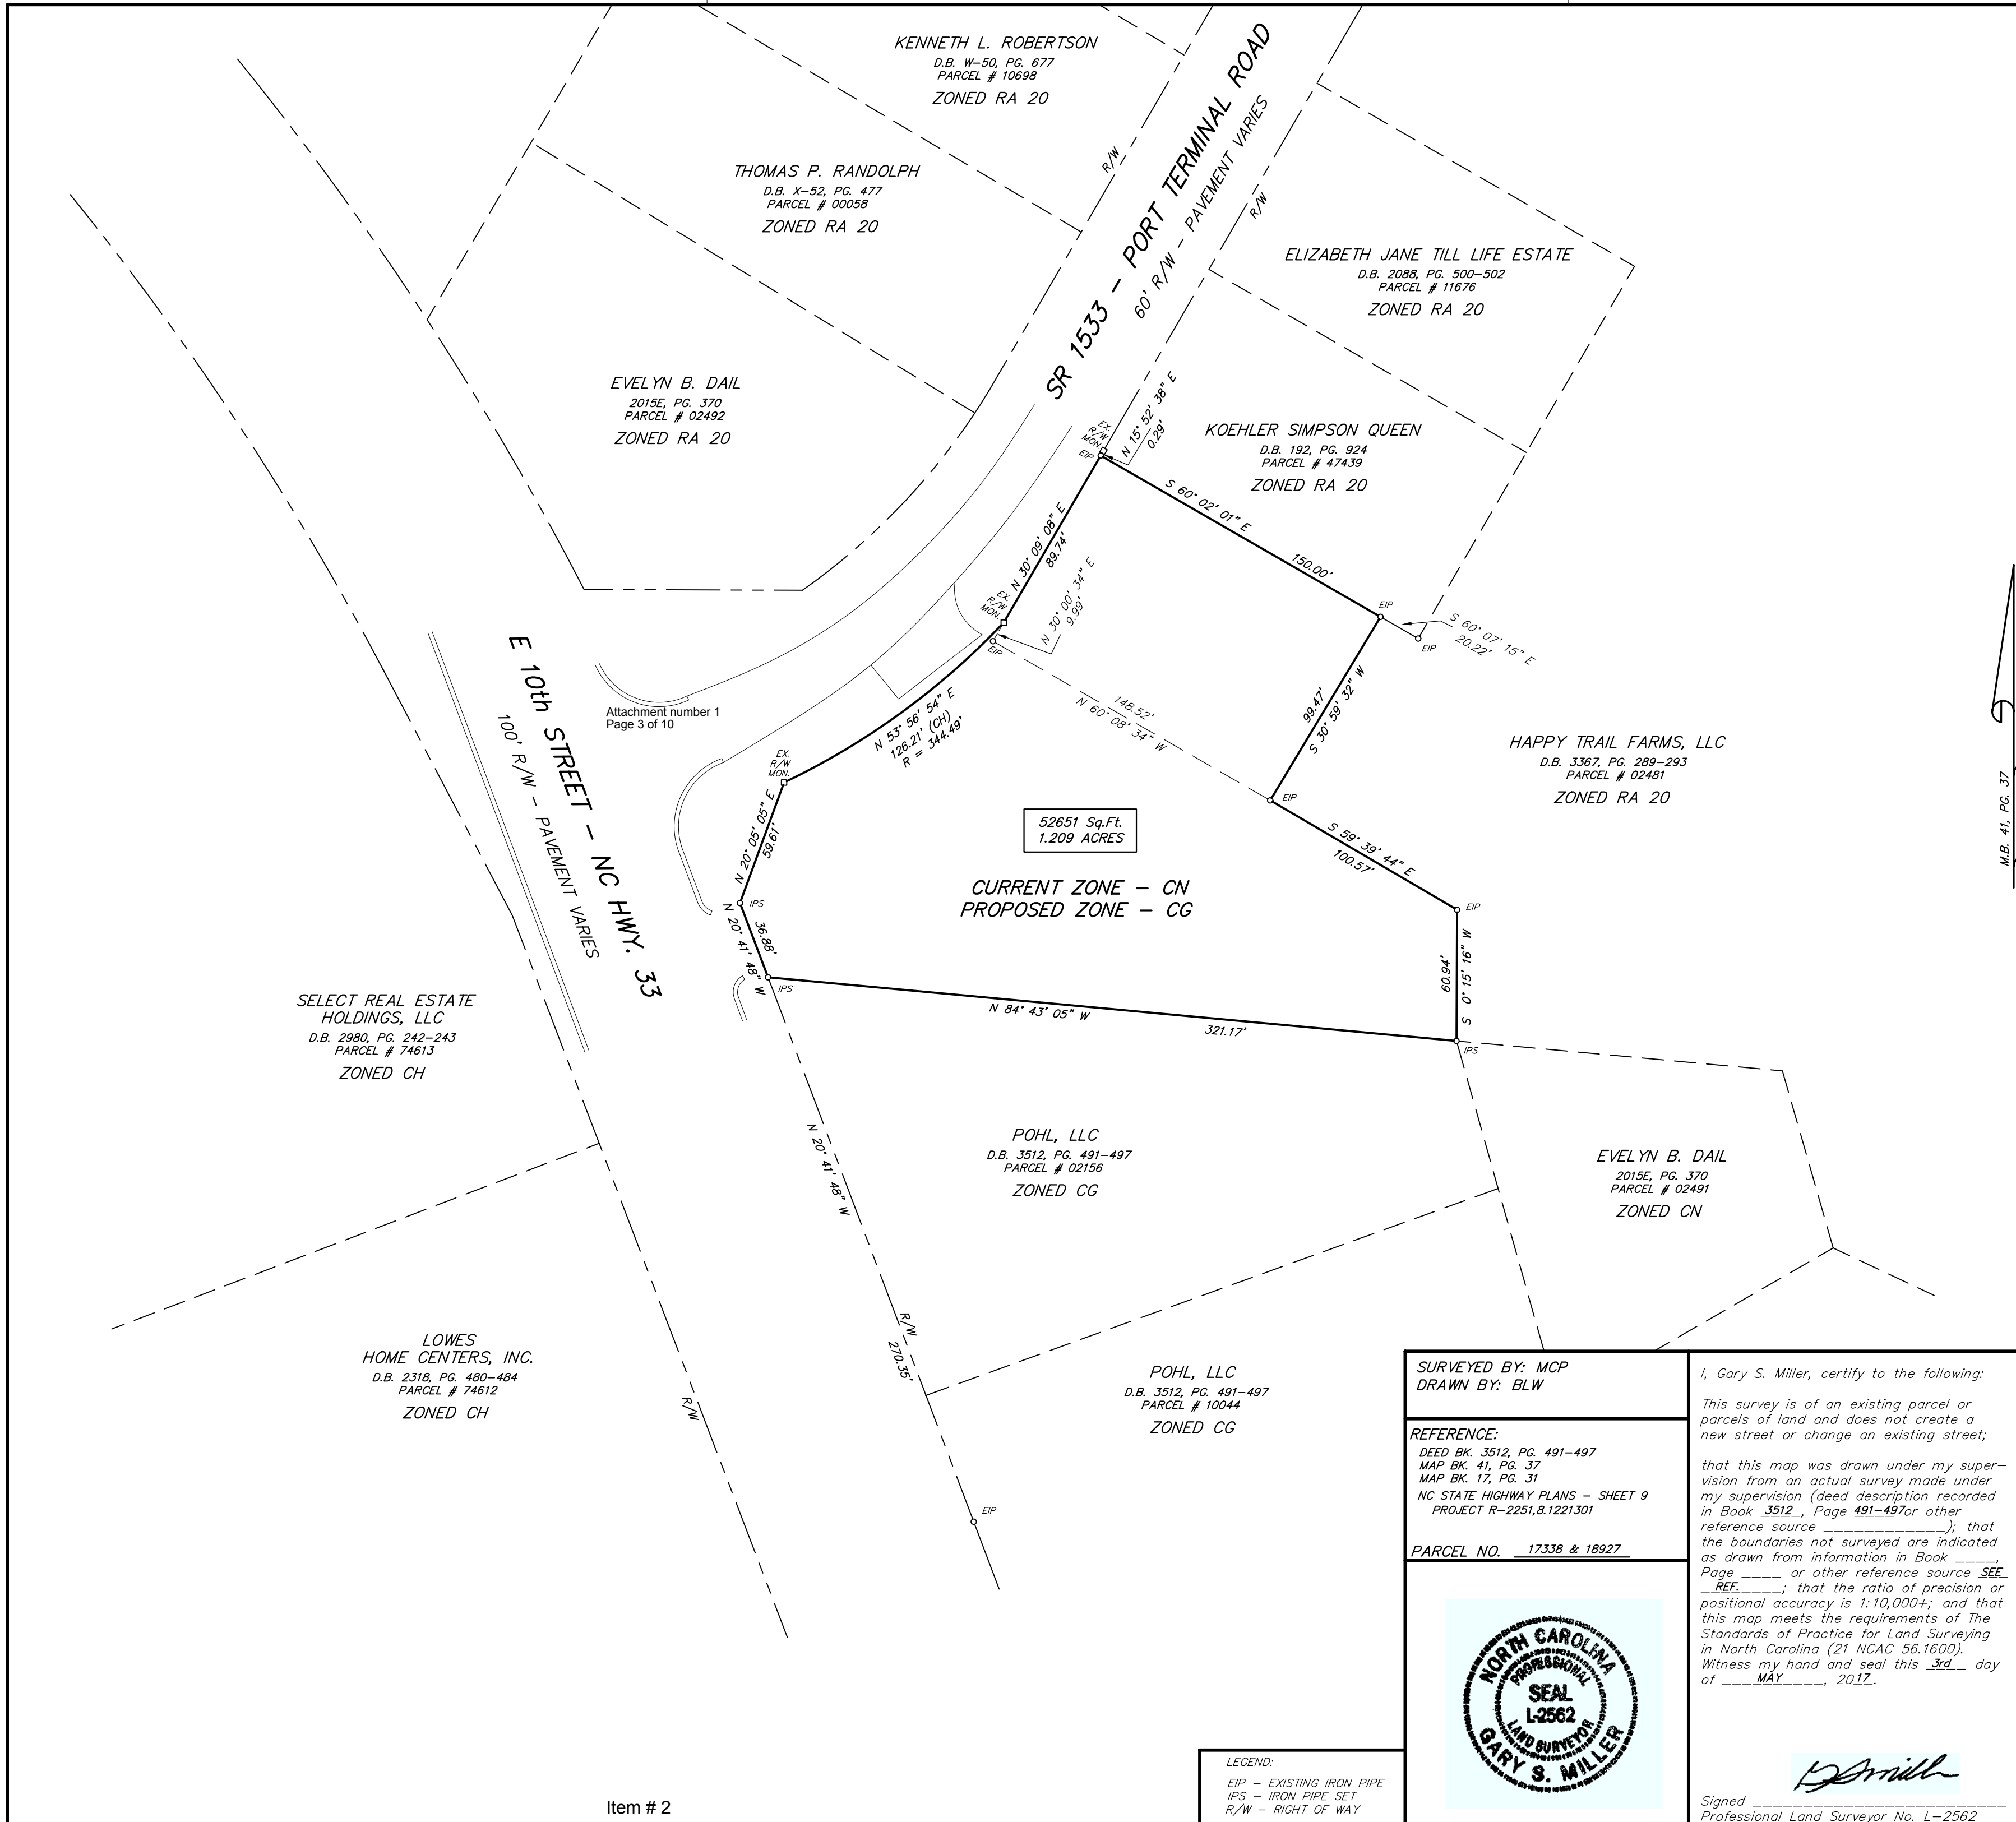 KENNETH L. ROBERTSON
D.B. W-50, PG. 677
PARCEL # 10698
ZONED RA 20
THOMAS P. RANDOLPH
D.B. X-52, PG. 477
PARCEL # 00058
ZONED RA 20
EVELYN B. DAIL
2015E, PG. 370
PARCEL # 02492
ZONED RA 20
R/W
SR 1533 - PORT TERMINAL ROAD
60' R/W - PAVEMENT VARIES
R/W
ELIZABETH JANE TILL LIFE ESTATE
D.B. 2088, PG. 500-502
PARCEL # 11676
ZONED RA 20
KOEHLER SIMPSON QUEEN
D.B. 192, PG. 924
PARCEL # 47439
ZONED RA 20
EX.
R/W
MON.
EIP
N 15° 52' 38" E
0.29'
S 60° 02' 01" E
150.00'
EIP
S 60° 07' 15" E
20.22'
EIP
N 30° 09' 08" E
89.74'
EX.
R/W
MON.
EIP
N 30° 00' 34" E
9.99'
148.52'
N 60° 08' 34" W
99.47'
S 30° 59' 32" W
N 53° 56' 54" E
126.21' (CH)
R = 344.49'
HAPPY TRAIL FARMS, LLC
D.B. 3367, PG. 289-293
PARCEL # 02481
ZONED RA 20
M.B. 41, PG. 37
Attachment number 1
Page 3 of 10
E 10th STREET - NC HWY. 33
100' R/W - PAVEMENT VARIES
EX.
R/W
MON.
N 20° 05' 05" E
59.61'
IPS
N 20° 41' 48" W
36.88'
IPS
52651 Sq.Ft.
1.209 ACRES
CURRENT ZONE - CN
PROPOSED ZONE - CG
EIP
S 59° 39' 44" E
100.57'
EIP
60.94'
S 0° 15' 16" W
IPS
N 84° 43' 05" W
321.17'
SELECT REAL ESTATE
HOLDINGS, LLC
D.B. 2980, PG. 242-243
PARCEL # 74613
ZONED CH
POHL, LLC
D.B. 3512, PG. 491-497
PARCEL # 02156
ZONED CG
EVELYN B. DAIL
2015E, PG. 370
PARCEL # 02491
ZONED CN
N 20° 41' 48" W
R/W
270.35'
EIP
LOWES
HOME CENTERS, INC.
D.B. 2318, PG. 480-484
PARCEL # 74612
ZONED CH
R/W
POHL, LLC
D.B. 3512, PG. 491-497
PARCEL # 10044
ZONED CG
SURVEYED BY: MCP
DRAWN BY: BLW
REFERENCE:
DEED BK. 3512, PG. 491-497
MAP BK. 41, PG. 37
MAP BK. 17, PG. 31
NC STATE HIGHWAY PLANS - SHEET 9
PROJECT R-2251,8.1221301
PARCEL NO. 17338 & 18927
NORTH CAROLINA
PROFESSIONAL
SEAL
L-2562
LAND SURVEYOR
GARY S. MILLER
I, Gary S. Miller, certify to the following:
This survey is of an existing parcel or
parcels of land and does not create a
new street or change an existing street;
that this map was drawn under my super-
vision from an actual survey made under
my supervision (deed description recorded
in Book 3512, Page 491-497or other
reference source ____________); that
the boundaries not surveyed are indicated
as drawn from information in Book ____,
Page ____ or other reference source SEE
REF.____; that the ratio of precision or
positional accuracy is 1:10,000+; and that
this map meets the requirements of The
Standards of Practice for Land Surveying
in North Carolina (21 NCAC 56.1600).
Witness my hand and seal this 3rd day
of MAY, 2017.
Signed ____________
Professional Land Surveyor No. L-2562
LEGEND:
EIP - EXISTING IRON PIPE
IPS - IRON PIPE SET
R/W - RIGHT OF WAY
Item # 2